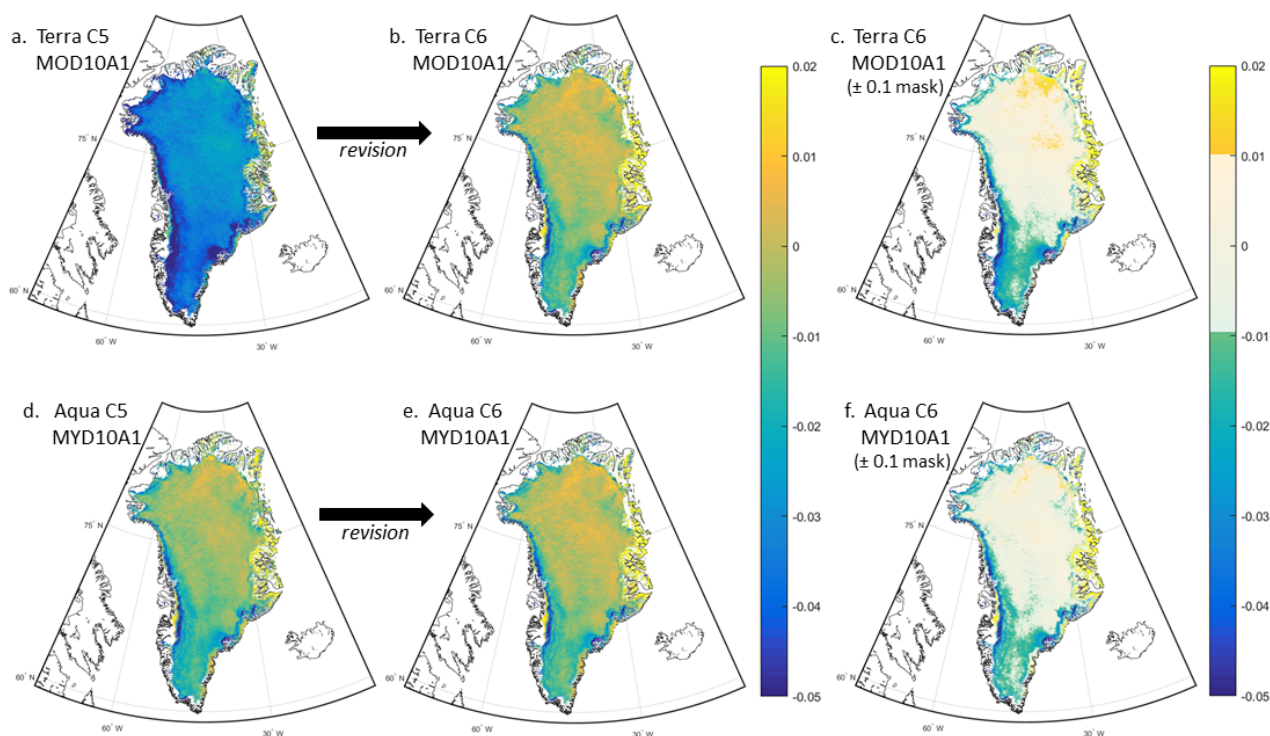 a. Terra C5
MOD10A1
b. Terra C6
MOD10A1
c. Terra C6
MOD10A1
(± 0.1 mask)
revision
75° N
60° N
60° W
30° W
75° N
60° N
60° W
30° W
75° N
60° N
60° W
30° W
0.02
0.01
0
-0.01
-0.02
-0.03
-0.04
-0.05
0.02
0.01
0
-0.01
-0.02
-0.03
-0.04
-0.05
d. Aqua C5
MYD10A1
e. Aqua C6
MYD10A1
f. Aqua C6
MYD10A1
(± 0.1 mask)
revision
75° N
60° N
60° W
30° W
75° N
60° N
60° W
30° W
75° N
60° N
60° W
30° W